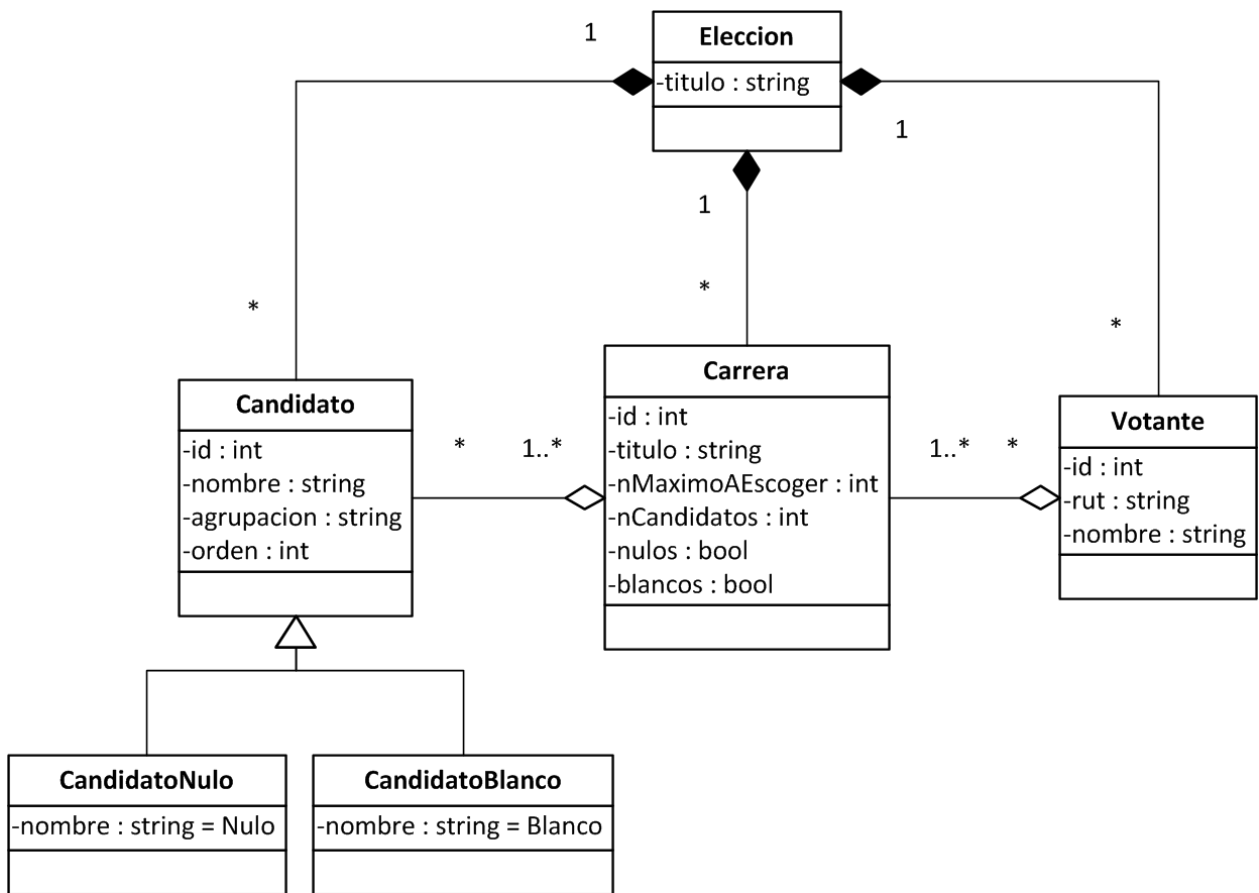 Eleccion
-titulo : string
1
1
1
*
*
*
Candidato
-id : int
-nombre : string
-agrupacion : string
-orden : int
*
1..*
Carrera
-id : int
-titulo : string
-nMaximoAEscoger : int
-nCandidatos : int
-nulos : bool
-blancos : bool
1..*
*
Votante
-id : int
-rut : string
-nombre : string
CandidatoNulo
-nombre : string = Nulo
CandidatoBlanco
-nombre : string = Blanco